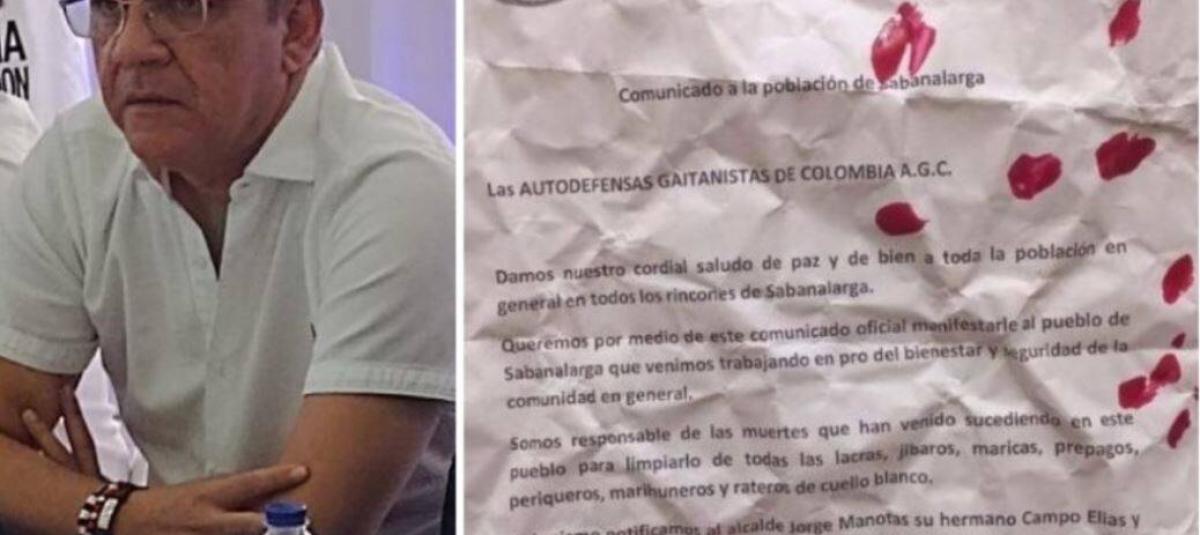 A
ON
Comunicado a la población de Sabanalarga
Las AUTODEFENSAS GAITANISTAS DE COLOMBIA A.G.C.
Damos nuestro cordial saludo de paz y de bien a toda la población en
general en todos los rincones de Sabanalarga.
Queremos por medio de este comunicado oficial manifestarle al pueblo de
Sabanalarga que venimos trabajando en pro del bienestar y seguridad de la
comunidad en general.
Somos responsable de las muertes que han venido sucediendo en este
pueblo para limpiarlo de todas las lacras, jíbaros, maricas, prepagos,
periqueros, marihuneros y rateros de cuello blanco.
notificamos al alcalde Jorge Manotas su hermano Campo Elias y